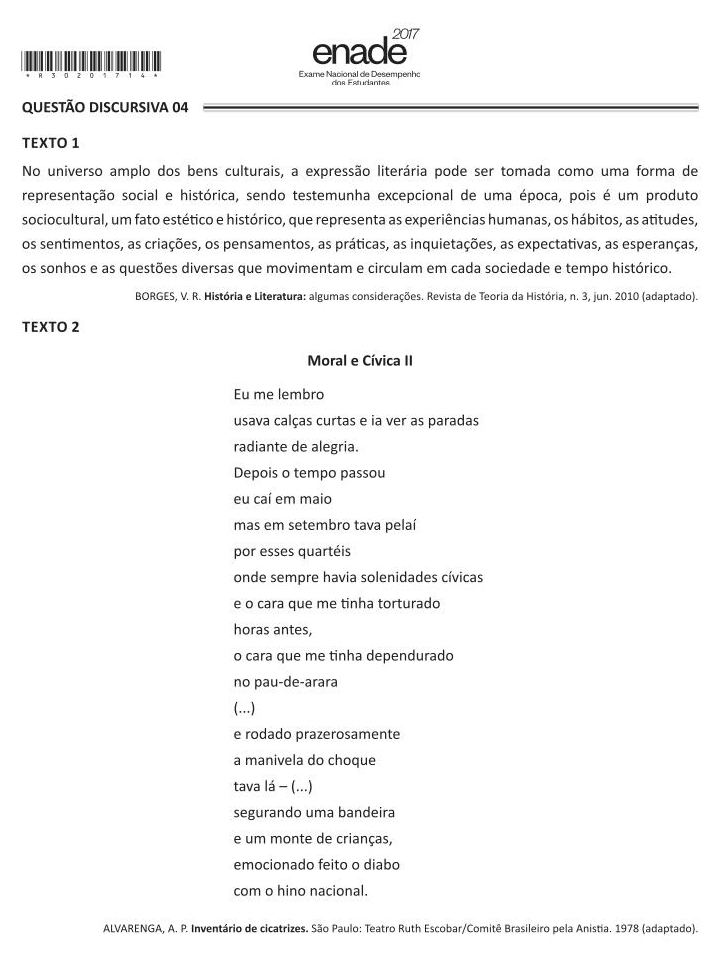 2017
enade
Exame Nacional de Desempenho
dos Estudantes
*R30201714*
QUESTÃO DISCURSIVA 04
TEXTO 1
No universo amplo dos bens culturais, a expressão literária pode ser tomada como uma forma de
representação social e histórica, sendo testemunha excepcional de uma época, pois é um produto
sociocultural, um fato estético e histórico, que representa as experiências humanas, os hábitos, as atitudes,
os sentimentos, as criações, os pensamentos, as práticas, as inquietações, as expectativas, as esperanças,
os sonhos e as questões diversas que movimentam e circulam em cada sociedade e tempo histórico.
BORGES, V. R. História e Literatura: algumas considerações. Revista de Teoria da História, n. 3, jun. 2010 (adaptado).
TEXTO 2
Moral e Cívica II
Eu me lembro
usava calças curtas e ia ver as paradas
radiante de alegria.
Depois o tempo passou
eu caí em maio
mas em setembro tava pelaí
por esses quartéis
onde sempre havia solenidades cívicas
e o cara que me tinha torturado
horas antes,
o cara que me tinha dependurado
no pau-de-arara
(...)
e rodado prazerosamente
a manivela do choque
tava lá – (...)
segurando uma bandeira
e um monte de crianças,
emocionado feito o diabo
com o hino nacional.
ALVARENGA, A. P. Inventário de cicatrizes. São Paulo: Teatro Ruth Escobar/Comitê Brasileiro pela Anistia. 1978 (adaptado).